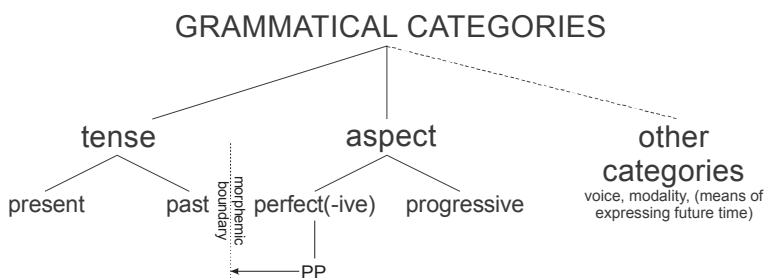 GRAMMATICAL CATEGORIES
tense
aspect
other
categories
voice, modality, (means of
expressing future time)
present
past
morphemic
boundary
perfect(-ive)
progressive
PP